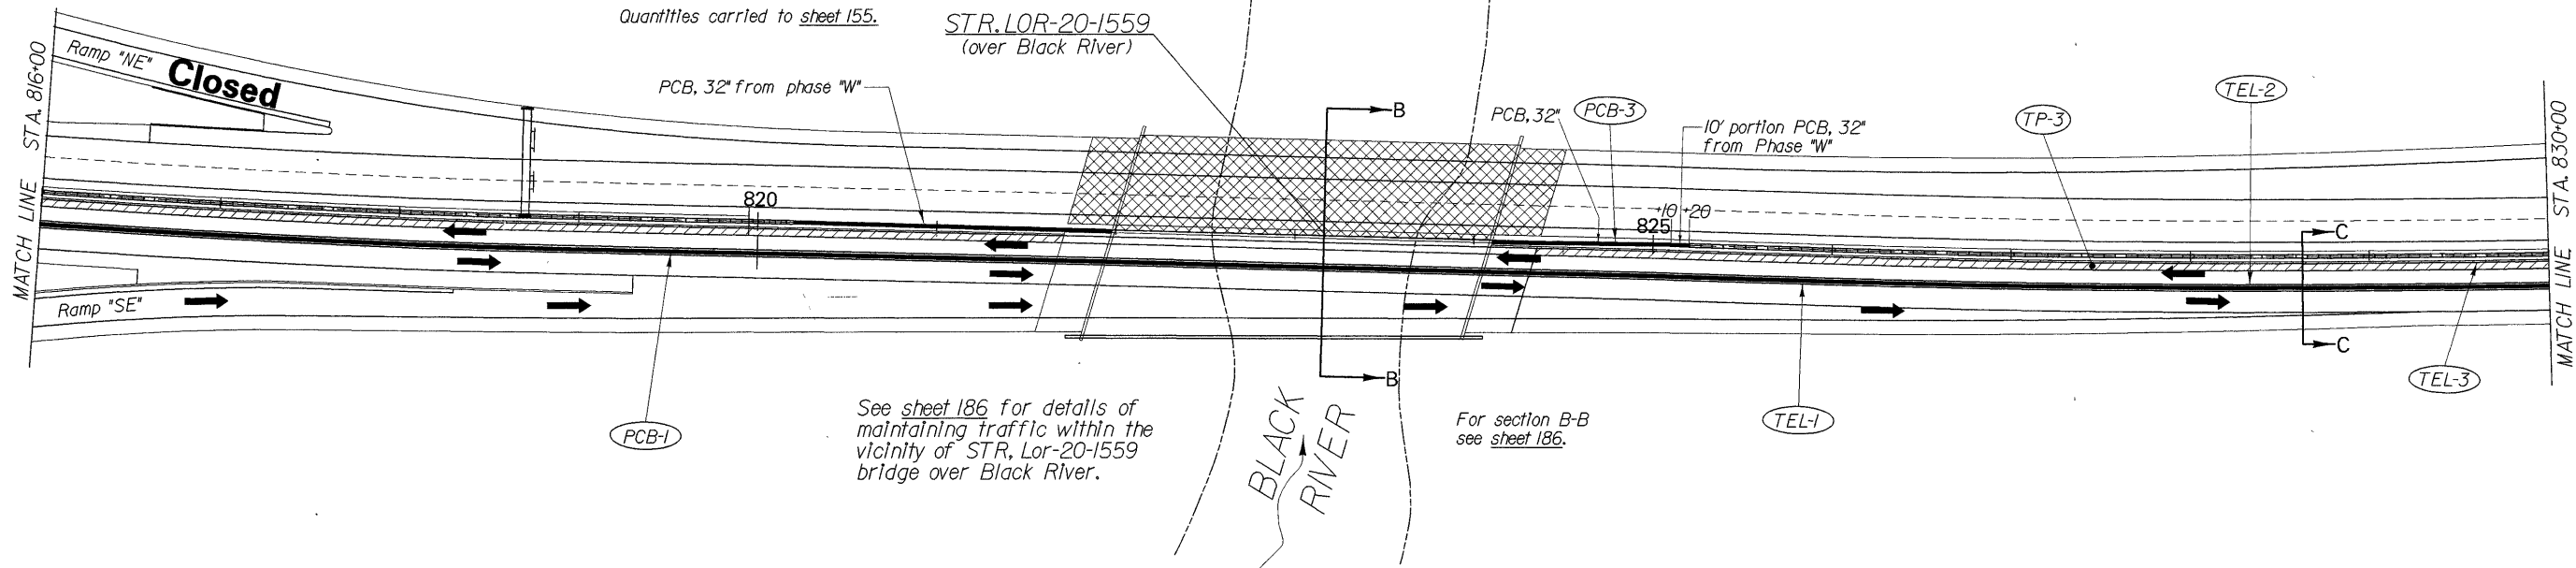 Quantities carried to sheet 155.
STR. LOR-20-1559
(over Black River)
MATCH LINE STA. 816+00
Ramp "NE"
Closed
PCB, 32" from phase "W"
B
PCB, 32"
PCB-3
10' portion PCB, 32"
from Phase "W"
TP-3
TEL-2
MATCH LINE STA. 830+00
820
825
+10
+20
C
Ramp "SE"
C
B
TEL-3
PCB-1
See sheet 186 for details of
maintaining traffic within the
vicinity of STR, Lor-20-1559
bridge over Black River.
BLACK
RIVER
For section B-B
see sheet 186.
TEL-1